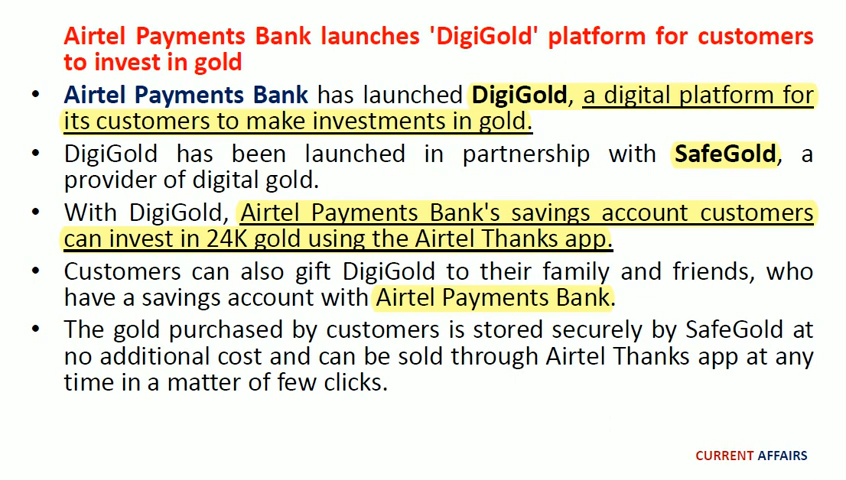 Airtel Payments Bank launches 'DigiGold' platform for customers
to invest in gold
• Airtel Payments Bank has launched DigiGold, a digital platform for
its customers to make investments in gold.
• DigiGold has been launched in partnership with SafeGold, a
provider of digital gold.
• With DigiGold, Airtel Payments Bank's savings account customers
can invest in 24K gold using the Airtel Thanks app.
• Customers can also gift DigiGold to their family and friends, who
have a savings account with Airtel Payments Bank.
• The gold purchased by customers is stored securely by SafeGold at
no additional cost and can be sold through Airtel Thanks app at any
time in a matter of few clicks.
CURRENT AFFAIRS